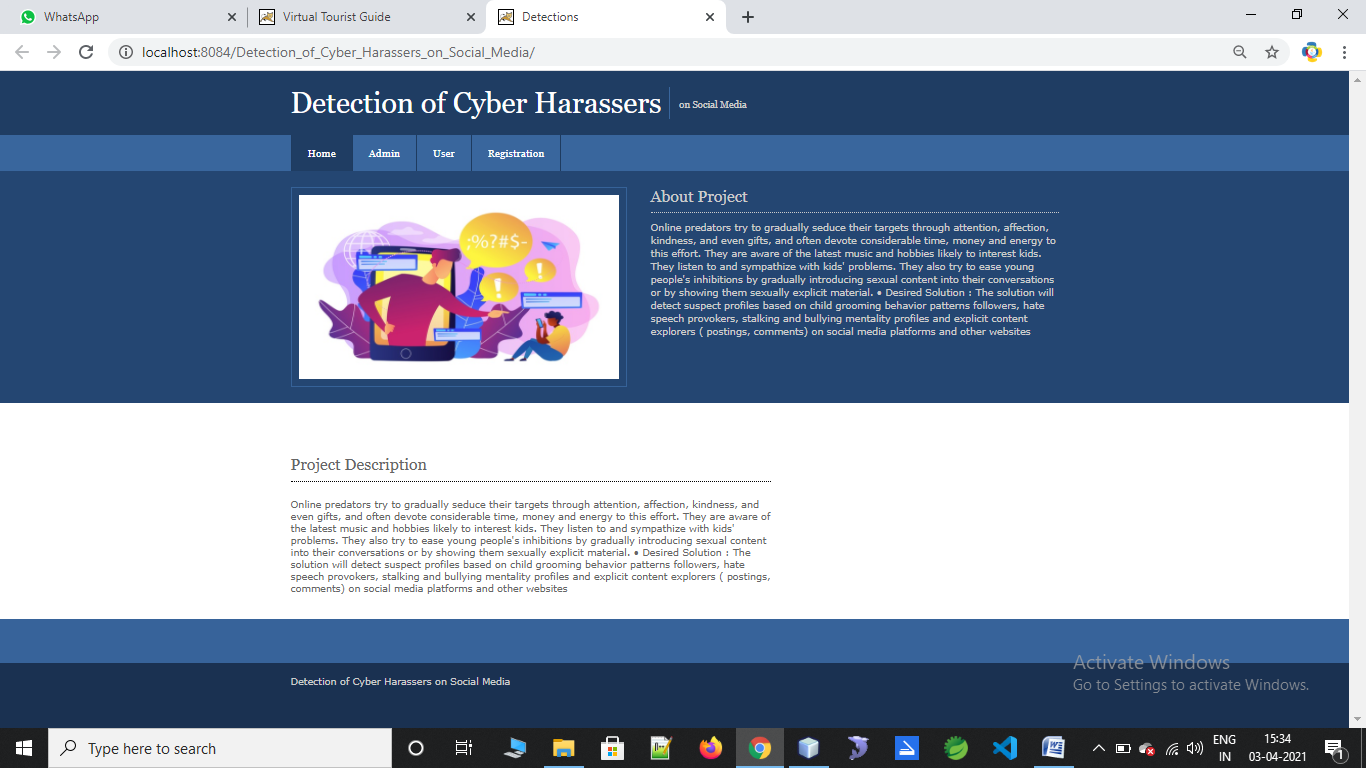 WhatsApp
Virtual Tourist Guide
Detections
localhost:8084/Detection_of_Cyber_Harassers_on_Social_Media/
Detection of Cyber Harassers
on Social Media
Home
Admin
User
Registration
;%?#$-
!
!
About Project
Online predators try to gradually seduce their targets through attention, affection,
kindness, and even gifts, and often devote considerable time, money and energy to
this effort. They are aware of the latest music and hobbies likely to interest kids.
They listen to and sympathize with kids' problems. They also try to ease young
people's inhibitions by gradually introducing sexual content into their conversations
or by showing them sexually explicit material. • Desired Solution : The solution will
detect suspect profiles based on child grooming behavior patterns followers, hate
speech provokers, stalking and bullying mentality profiles and explicit content
explorers ( postings, comments) on social media platforms and other websites
Project Description
Online predators try to gradually seduce their targets through attention, affection, kindness, and
even gifts, and often devote considerable time, money and energy to this effort. They are aware of
the latest music and hobbies likely to interest kids. They listen to and sympathize with kids'
problems. They also try to ease young people's inhibitions by gradually introducing sexual content
into their conversations or by showing them sexually explicit material. • Desired Solution : The
solution will detect suspect profiles based on child grooming behavior patterns followers, hate
speech provokers, stalking and bullying mentality profiles and explicit content explorers ( postings,
comments) on social media platforms and other websites
Activate Windows
Go to Settings to activate Windows.
Detection of Cyber Harassers on Social Media
Type here to search
ENG
IN
15:34
03-04-2021
1